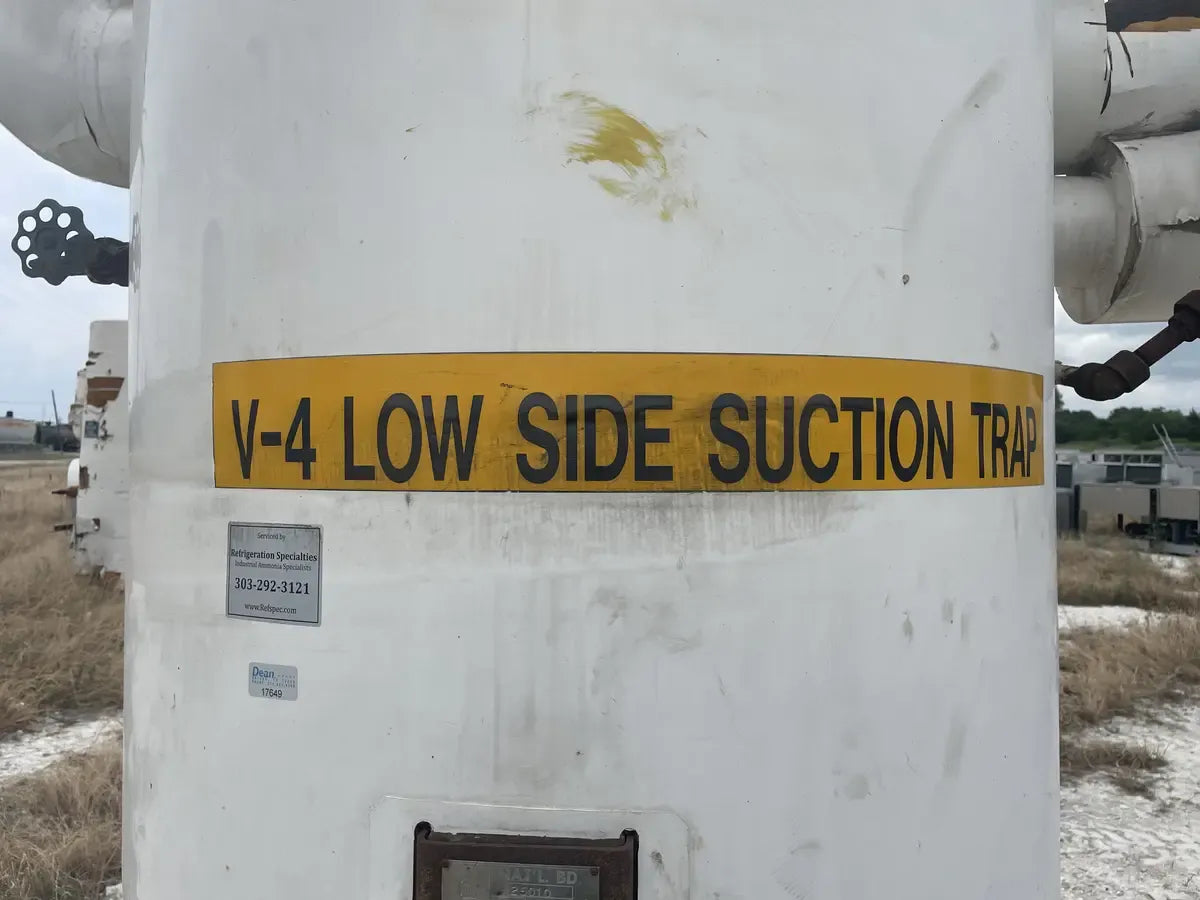 V-4 LOW SIDE SUCTION TRAP
Serviced by
Refrigeration Specialties
Industrial Ammonia Specialists
303-292-3121
www.Refspec.com
Dean
17649
NAT'L. BD.
25010